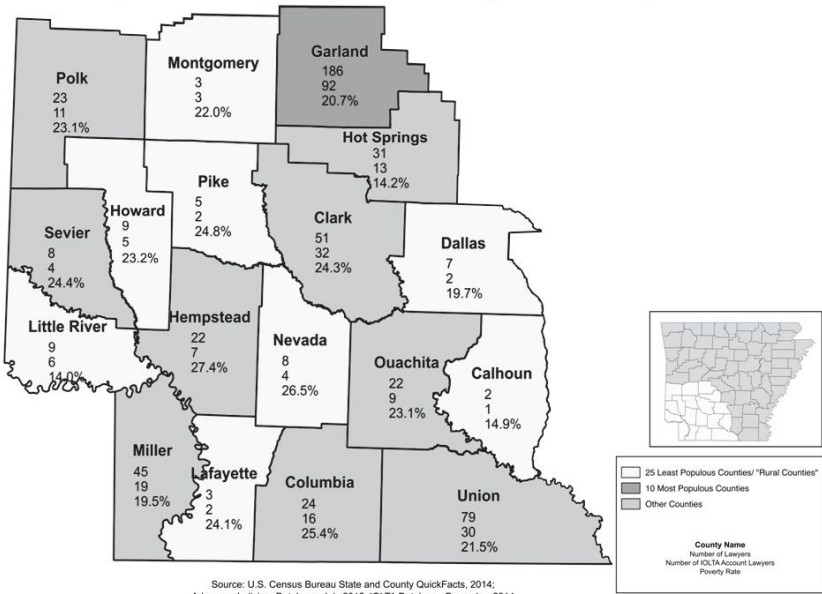 Garland
186
92
20.7%
Montgomery
3
3
22.0%
Polk
23
11
23.1%
Hot Springs
31
13
14.2%
Pike
5
2
24.8%
Howard
9
5
23.2%
Clark
51
32
24.3%
Sevier
8
4
24.4%
Dallas
7
2
19.7%
Little River
9
6
14.0%
Hempstead
22
7
27.4%
Nevada
8
4
26.5%
Ouachita
22
9
23.1%
Calhoun
2
1
14.9%
Miller
45
19
19.5%
Lafayette
3
2
24.1%
Columbia
24
16
25.4%
Union
79
30
21.5%
25 Least Populous Counties/ "Rural Counties"
10 Most Populous Counties
Other Counties
County Name
Number of Lawyers
Number of IOLTA Account Lawyers
Poverty Rate
Source: U.S. Census Bureau State and County QuickFacts, 2014;